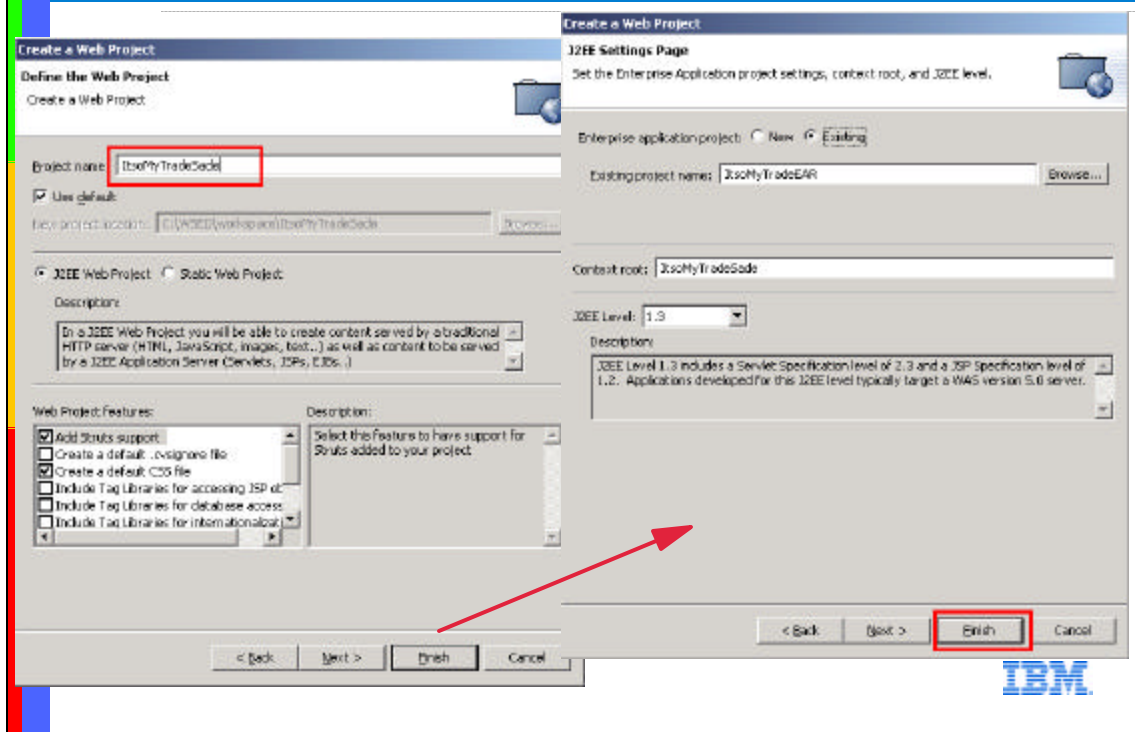 Create a Web Project
Define the Web Project
Create a Web Project
Project name: ItsoMyTradeSade
Use default
New project location: C:\WSED\workspace\ItsoMyTradeSade
Browse...
J2EE Web Project
Static Web Project
Description:
In a J2EE Web Project you will be able to create content served by a traditional
HTTP server (HTML, JavaScript, images, text..) as well as content to be served
by a J2EE Application Server (Servlets, JSPs, EJBs..)
Web Project features:
Add Struts support
Create a default .cvsignore file
Create a default CSS file
Include Tag Libraries for accessing JSP
Include Tag Libraries for database access
Include Tag Libraries for
Description:
Select this feature to have support for
Struts added to your project
< Back
Next >
Finish
Cancel
Create a Web Project
J2EE Settings Page
Set the Enterprise Application project settings, context root, and J2EE level.
Enterprise application project: New Existing
Existing project name: ItsoMyTradeEAR Browse...
Context root: ItsoMyTradeSade
J2EE Level: 1.3
Description:
J2EE Level 1.3 includes a Servlet Specification level of 2.3 and a JSP Specification level of
1.2. Applications developed for this J2EE level typically target a WAS version 5.0 server.
< Back
Next >
Finish
Cancel
IBM.